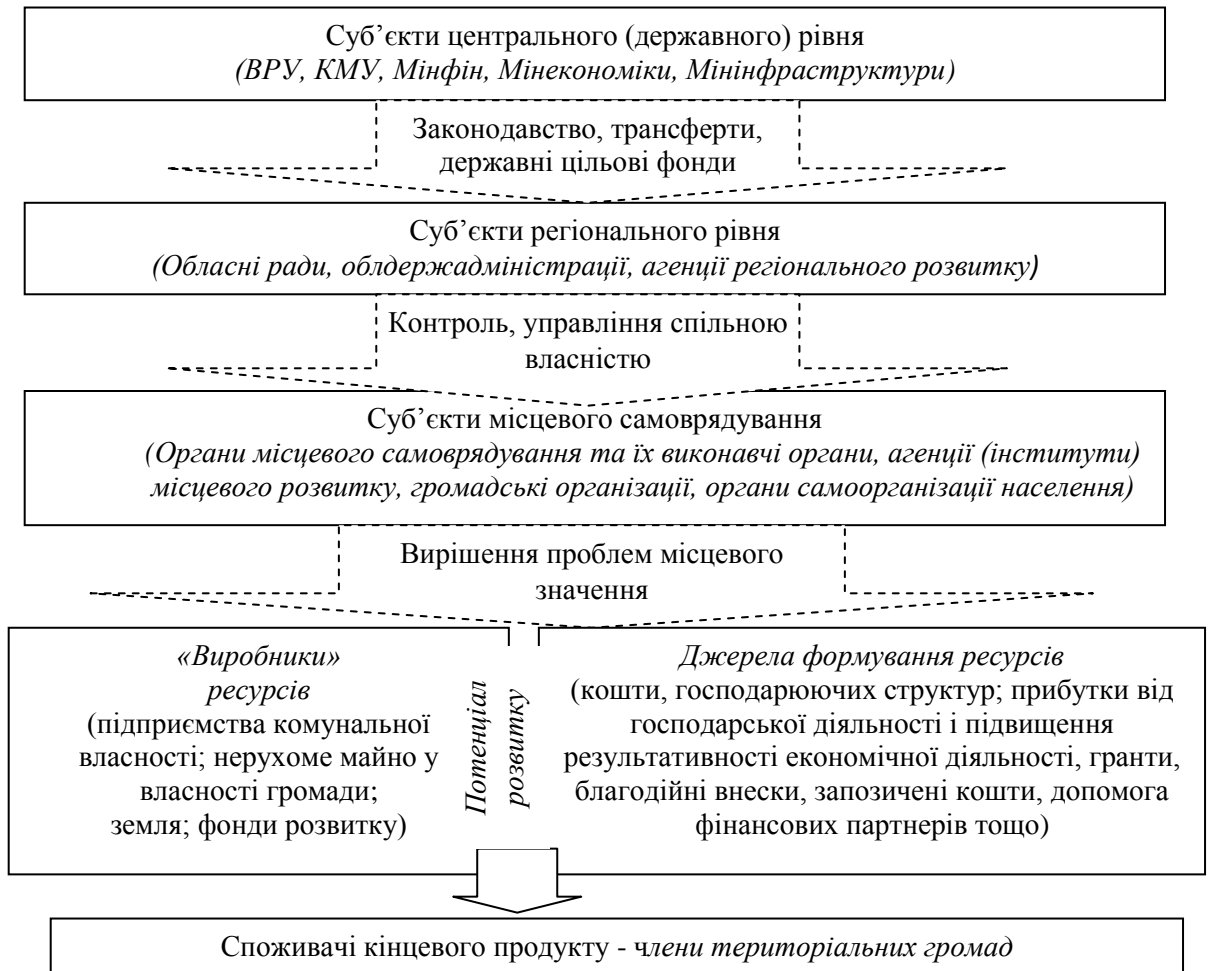 Суб’єкти центрального (державного) рівня
(ВРУ, КМУ, Мінфін, Мінекономіки, Мінінфраструктури)
Законодавство, трансферти,
державні цільові фонди
Суб’єкти регіонального рівня
(Обласні ради, облдержадміністрації, агенції регіонального розвитку)
Контроль, управління спільною
власністю
Суб’єкти місцевого самоврядування
(Органи місцевого самоврядування та їх виконавчі органи, агенції (інститути)
місцевого розвитку, громадські організації, органи самоорганізації населення)
Вирішення проблем місцевого
значення
«Виробники»
ресурсів
(підприємства комунальної
власності; нерухоме майно у
власності громади;
земля; фонди розвитку)
Потенціал
розвитку
Джерела формування ресурсів
(кошти, господарюючих структур; прибутки від
господарської діяльності і підвищення
результативності економічної діяльності, гранти,
благодійні внески, запозичені кошти, допомога
фінансових партнерів тощо)
Споживачі кінцевого продукту - члени територіальних громад